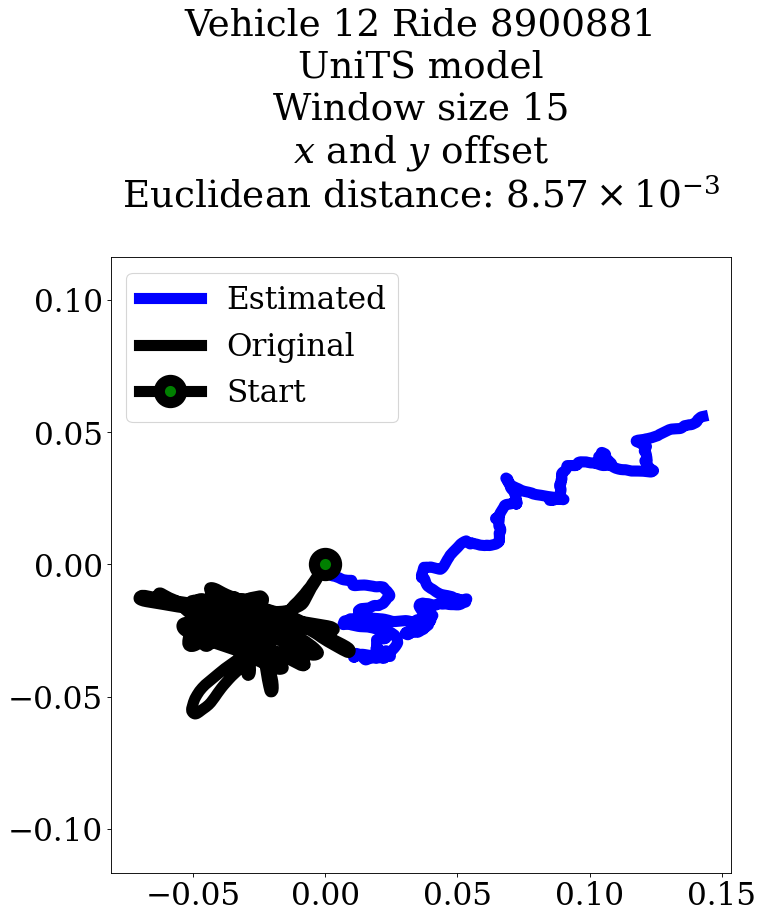 Vehicle 12 Ride 8900881
UniTS model
Window size 15
x and y offset
Euclidean distance: 8.57 × 10⁻³
Estimated
Original
Start
0.10
0.05
0.00
−0.05
−0.10
−0.05 0.00 0.05 0.10 0.15